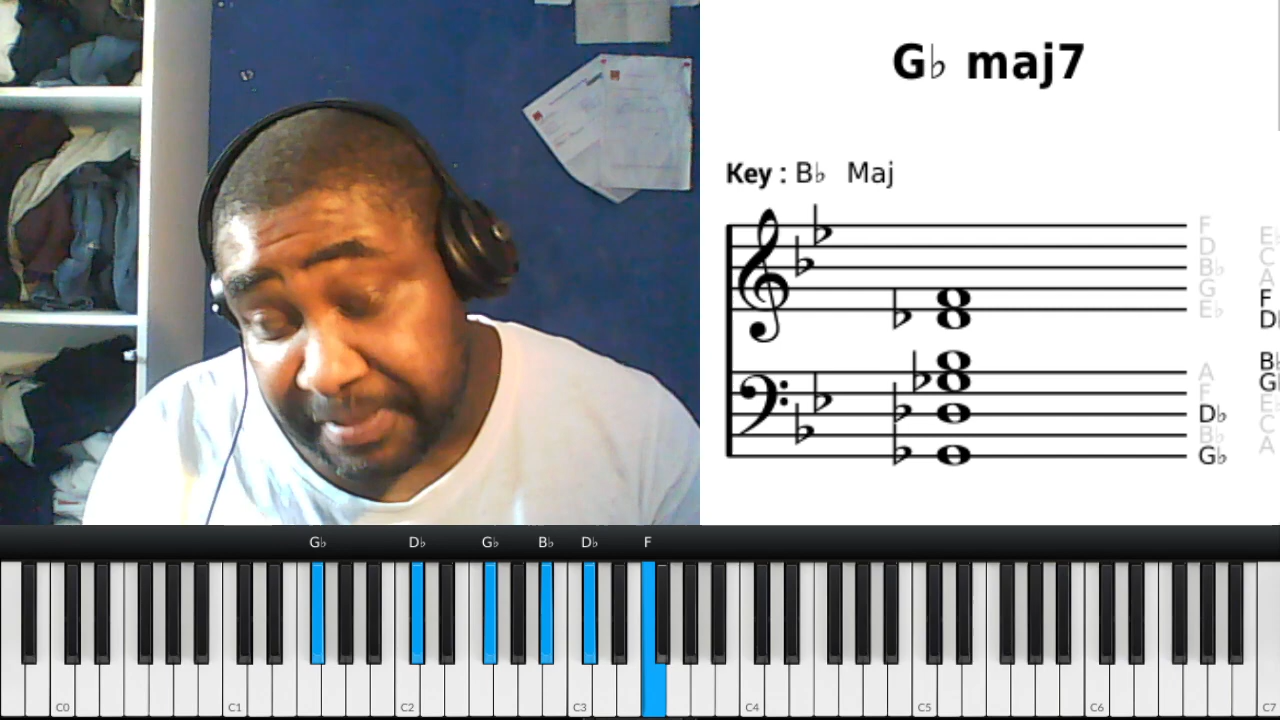 G♭ maj7
Key : B♭ Maj
F
D
B♭
G
E♭
A
F
D♭
B♭
G♭
E♭
C
A
F
D
B♭
G
E♭
C
A
G♭ D♭ G♭ B♭ D♭ F
C0 C1 C2 C3 C4 C5 C6 C7